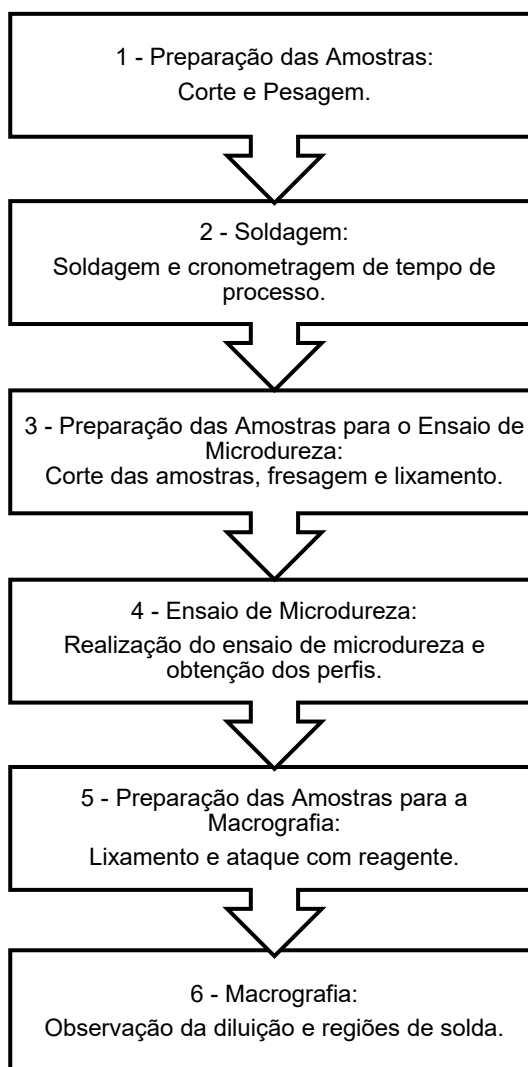 1 - Preparação das Amostras:
Corte e Pesagem.
2 - Soldagem:
Soldagem e cronometragem de tempo de
processo.
3 - Preparação das Amostras para o Ensaio de
Microdureza:
Corte das amostras, fresagem e lixamento.
4 - Ensaio de Microdureza:
Realização do ensaio de microdureza e
obtenção dos perfis.
5 - Preparação das Amostras para a
Macrografia:
Lixamento e ataque com reagente.
6 - Macrografia:
Observação da diluição e regiões de solda.